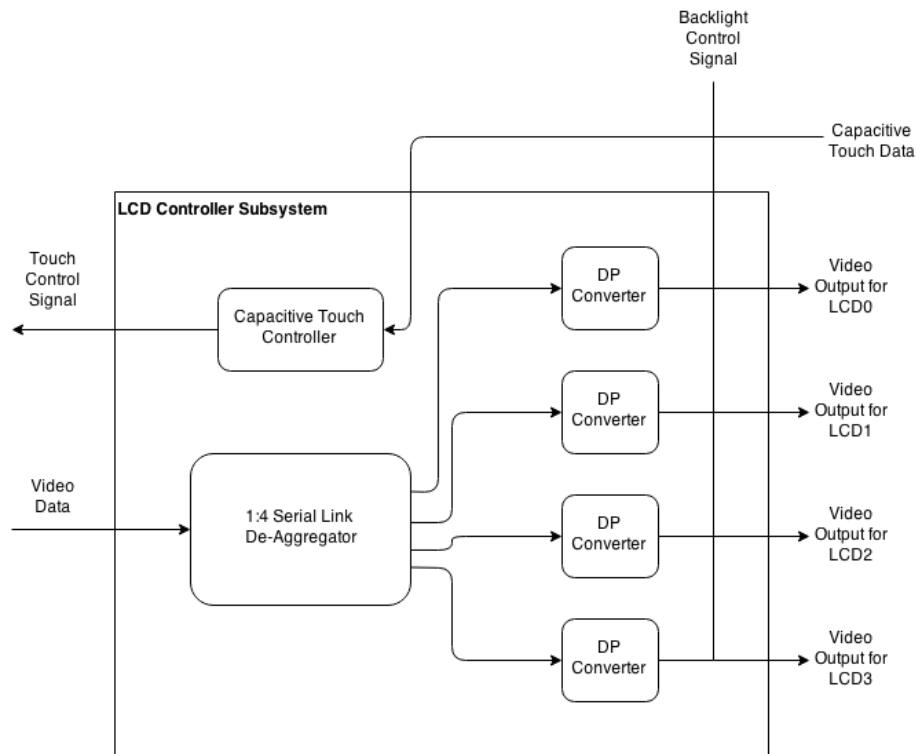 Backlight
Control
Signal
Capacitive
Touch Data
LCD Controller Subsystem
Touch
Control
Signal
Capacitive Touch
Controller
DP
Converter
Video
Output for
LCD0
DP
Converter
Video
Output for
LCD1
Video
Data
1:4 Serial Link
De-Aggregator
DP
Converter
Video
Output for
LCD2
DP
Converter
Video
Output for
LCD3